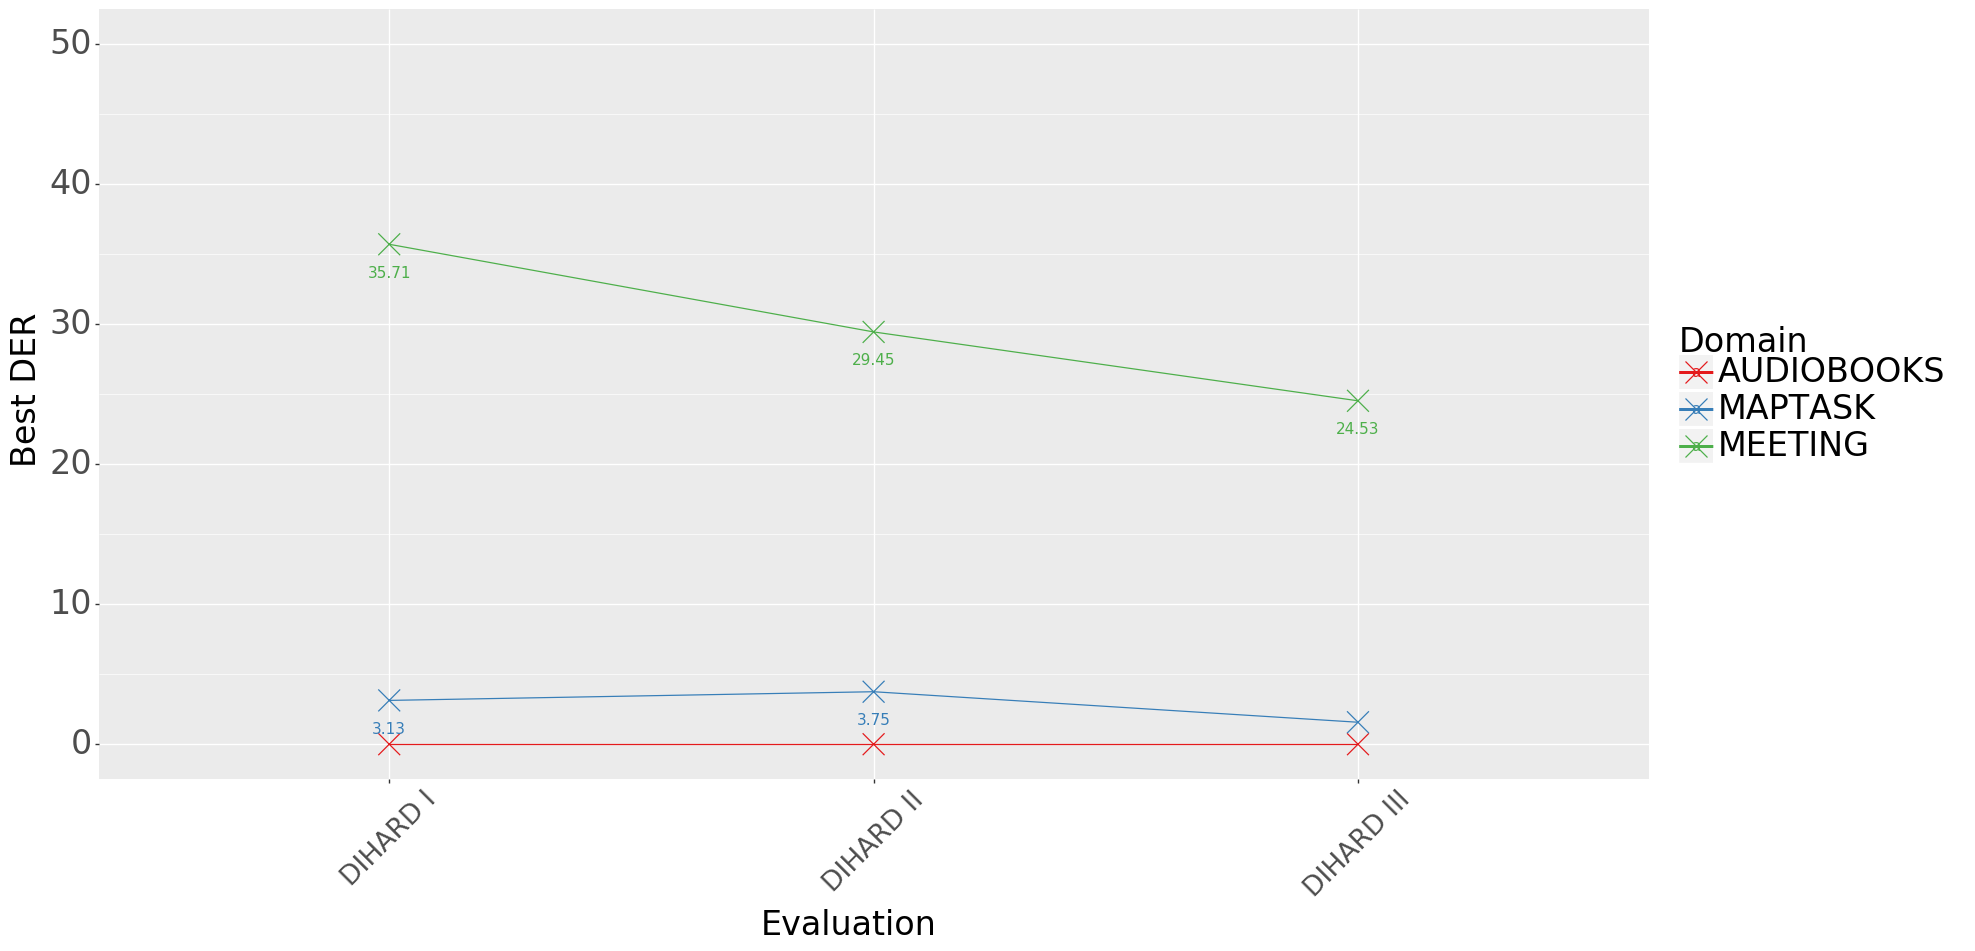 50
40
30
20
10
0
Best DER
35.71
29.45
24.53
3.13
3.75
DIHARD I
DIHARD II
DIHARD III
Evaluation
Domain
AUDIOBOOKS
MAPTASK
MEETING